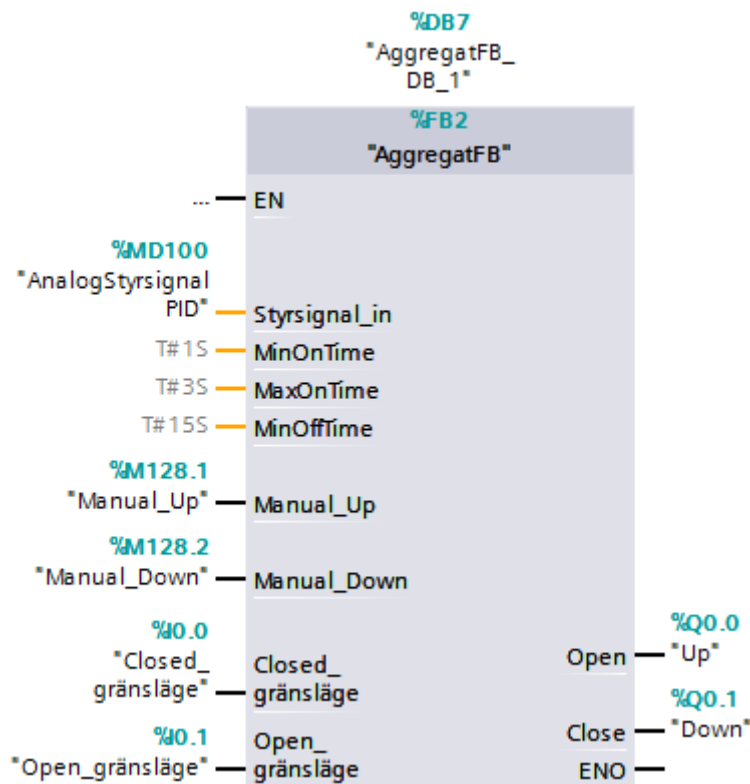 %DB7
"AggregatFB_
DB_1"
%FB2
"AggregatFB"
... EN
%MD100
"AnalogStyrsignal
PID" Styrsignal_in
T#1S MinOnTime
T#3S MaxOnTime
T#15S MinOffTime
%M128.1
"Manual_Up" Manual_Up
%M128.2
"Manual_Down" Manual_Down
%I0.0
"Closed_
gränsläge"
Closed_
gränsläge
%I0.1
"Open_gränsläge"
Open_
gränsläge
%Q0.0
Open "Up"
%Q0.1
Close "Down"
ENO